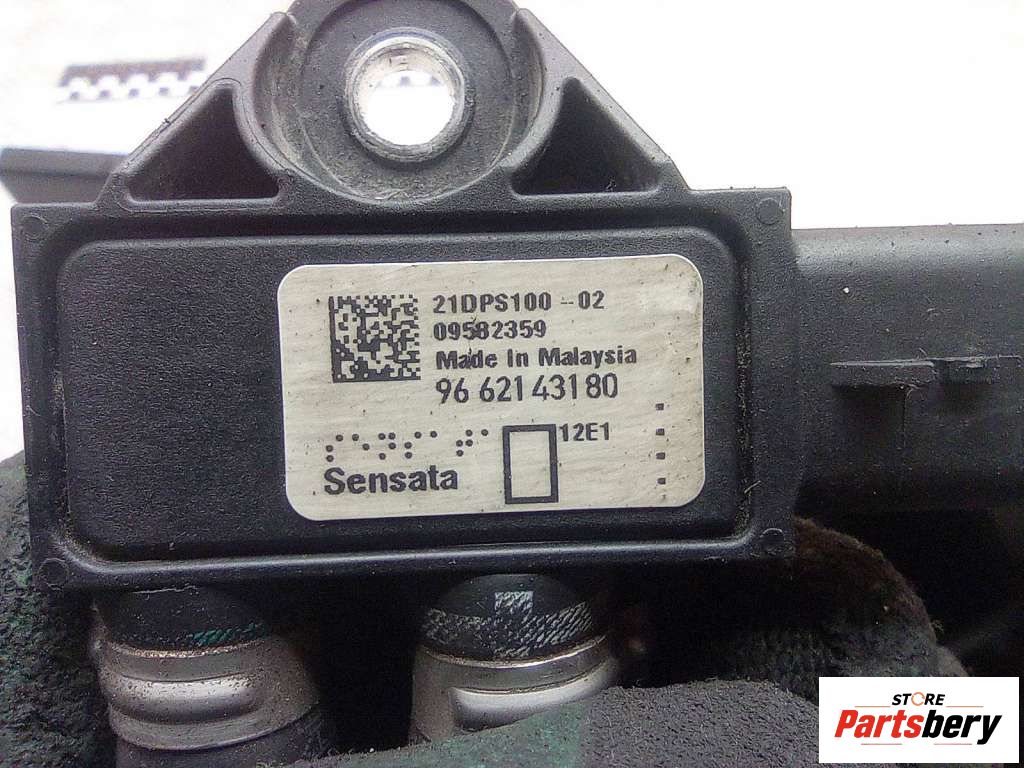 21DPS100-02
09582359
Made In Malaysia
96 621 431 80
12E1
Sensata
STORE
Partsbery